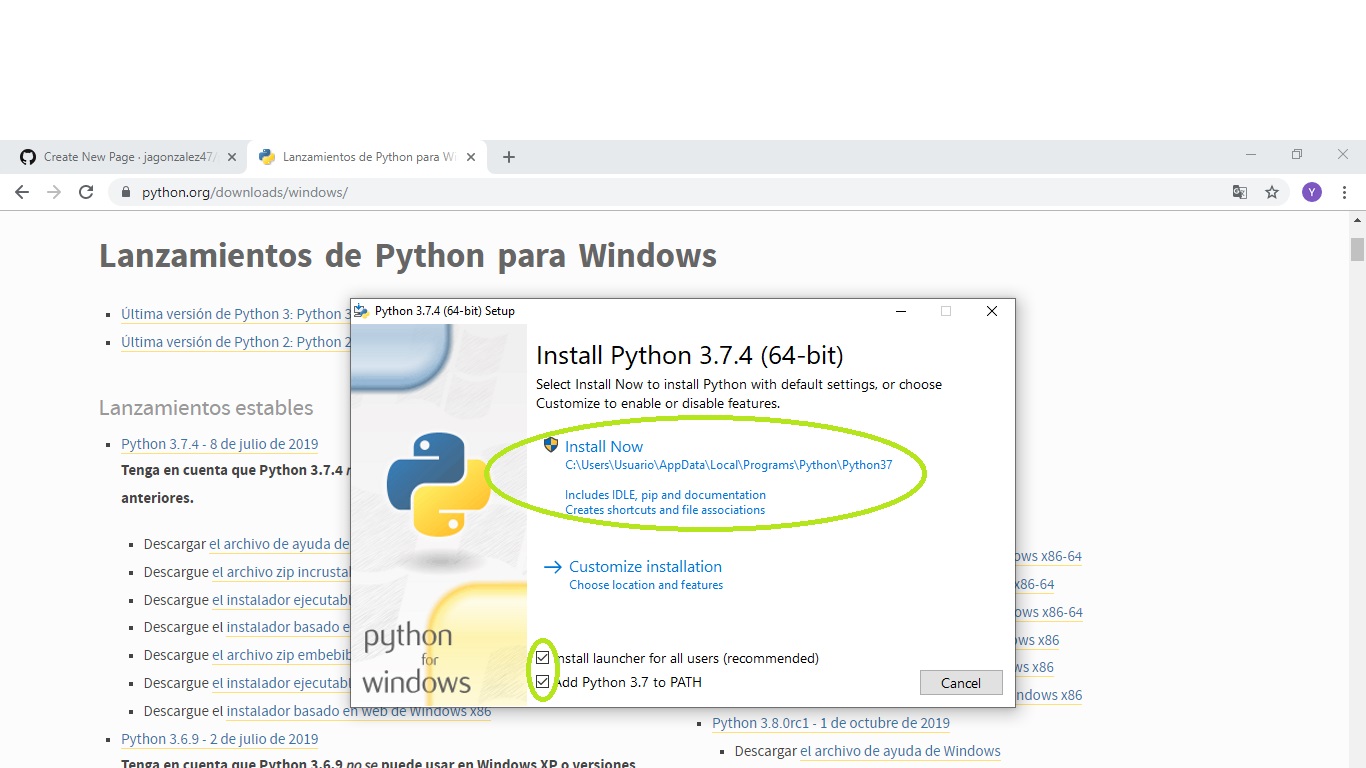 Create New Page · jagonzalez47/
Lanzamientos de Python para Wi
python.org/downloads/windows/
Y
Lanzamientos de Python para Windows
Última versión de Python 3: Python 3
Última versión de Python 2: Python 2
Lanzamientos estables
Python 3.7.4 - 8 de julio de 2019
Tenga en cuenta que Python 3.7.4
anteriores.
Descargar el archivo de ayuda de
Descargue el archivo zip incrustal
Descargue el instalador ejecutabl
Descargue el instalador basado e
Descargue el archivo zip embebib
Descargue el instalador ejecutabl
Descargue el instalador basado en web de Windows x86
Python 3.6.9 - 2 de julio de 2019
Tenga en cuenta que Python 3.6.9 no se puede usar en Windows XP o versiones
Python 3.7.4 (64-bit) Setup
Install Python 3.7.4 (64-bit)
Select Install Now to install Python with default settings, or choose
Customize to enable or disable features.
Install Now
C:\Users\Usuario\AppData\Local\Programs\Python\Python37
Includes IDLE, pip and documentation
Creates shortcuts and file associations
Customize installation
Choose location and features
Install launcher for all users (recommended)
Add Python 3.7 to PATH
Cancel
python
for
windows
ows x86-64
x86-64
ows x86-64
ows x86
ws x86
ndows x86
Python 3.8.0rc1 - 1 de octubre de 2019
Descargar el archivo de ayuda de Windows